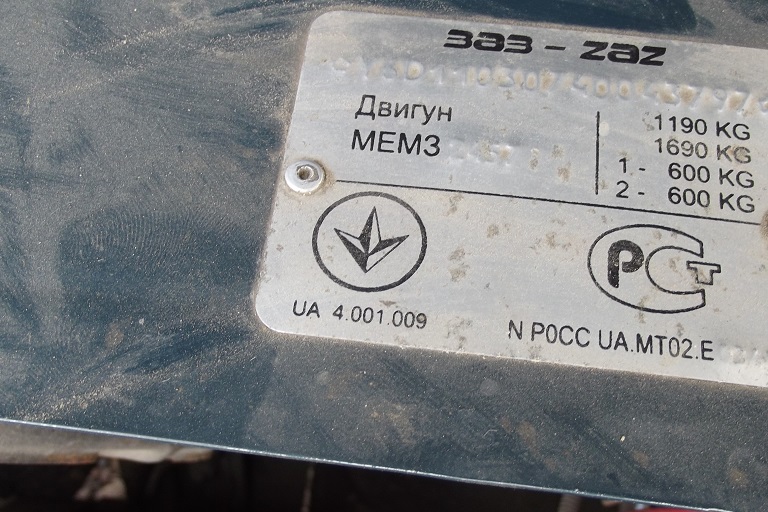 ЗАЗ - ZAZ
Двигун
МЕМЗ
1190 KG
1690 KG
1 - 600 KG
2 - 600 KG
UA 4.001.009
РСТ
N РОСС UA.MT02.E